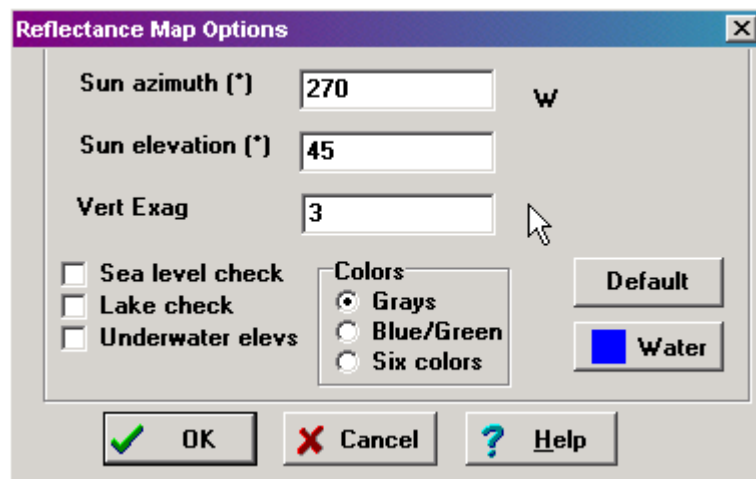 Reflectance Map Options
Sun azimuth (*) 270 W
Sun elevation (*) 45
Vert Exag 3
Sea level check
Lake check
Underwater elevs
Colors
Grays
Blue/Green
Six colors
Default
Water
OK Cancel ? Help